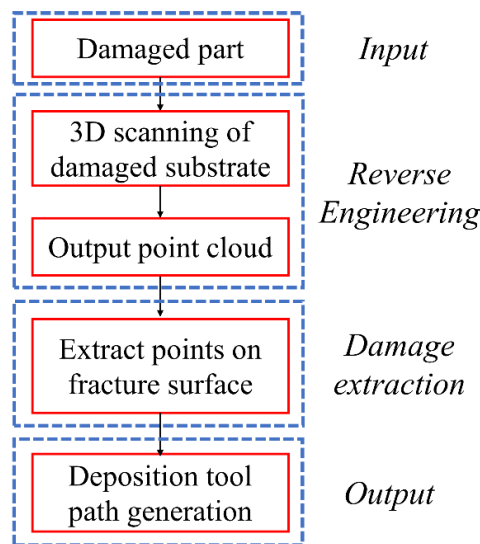 Damaged part
Input
3D scanning of
damaged substrate
Reverse
Engineering
Output point cloud
Extract points on
fracture surface
Damage
extraction
Deposition tool
path generation
Output